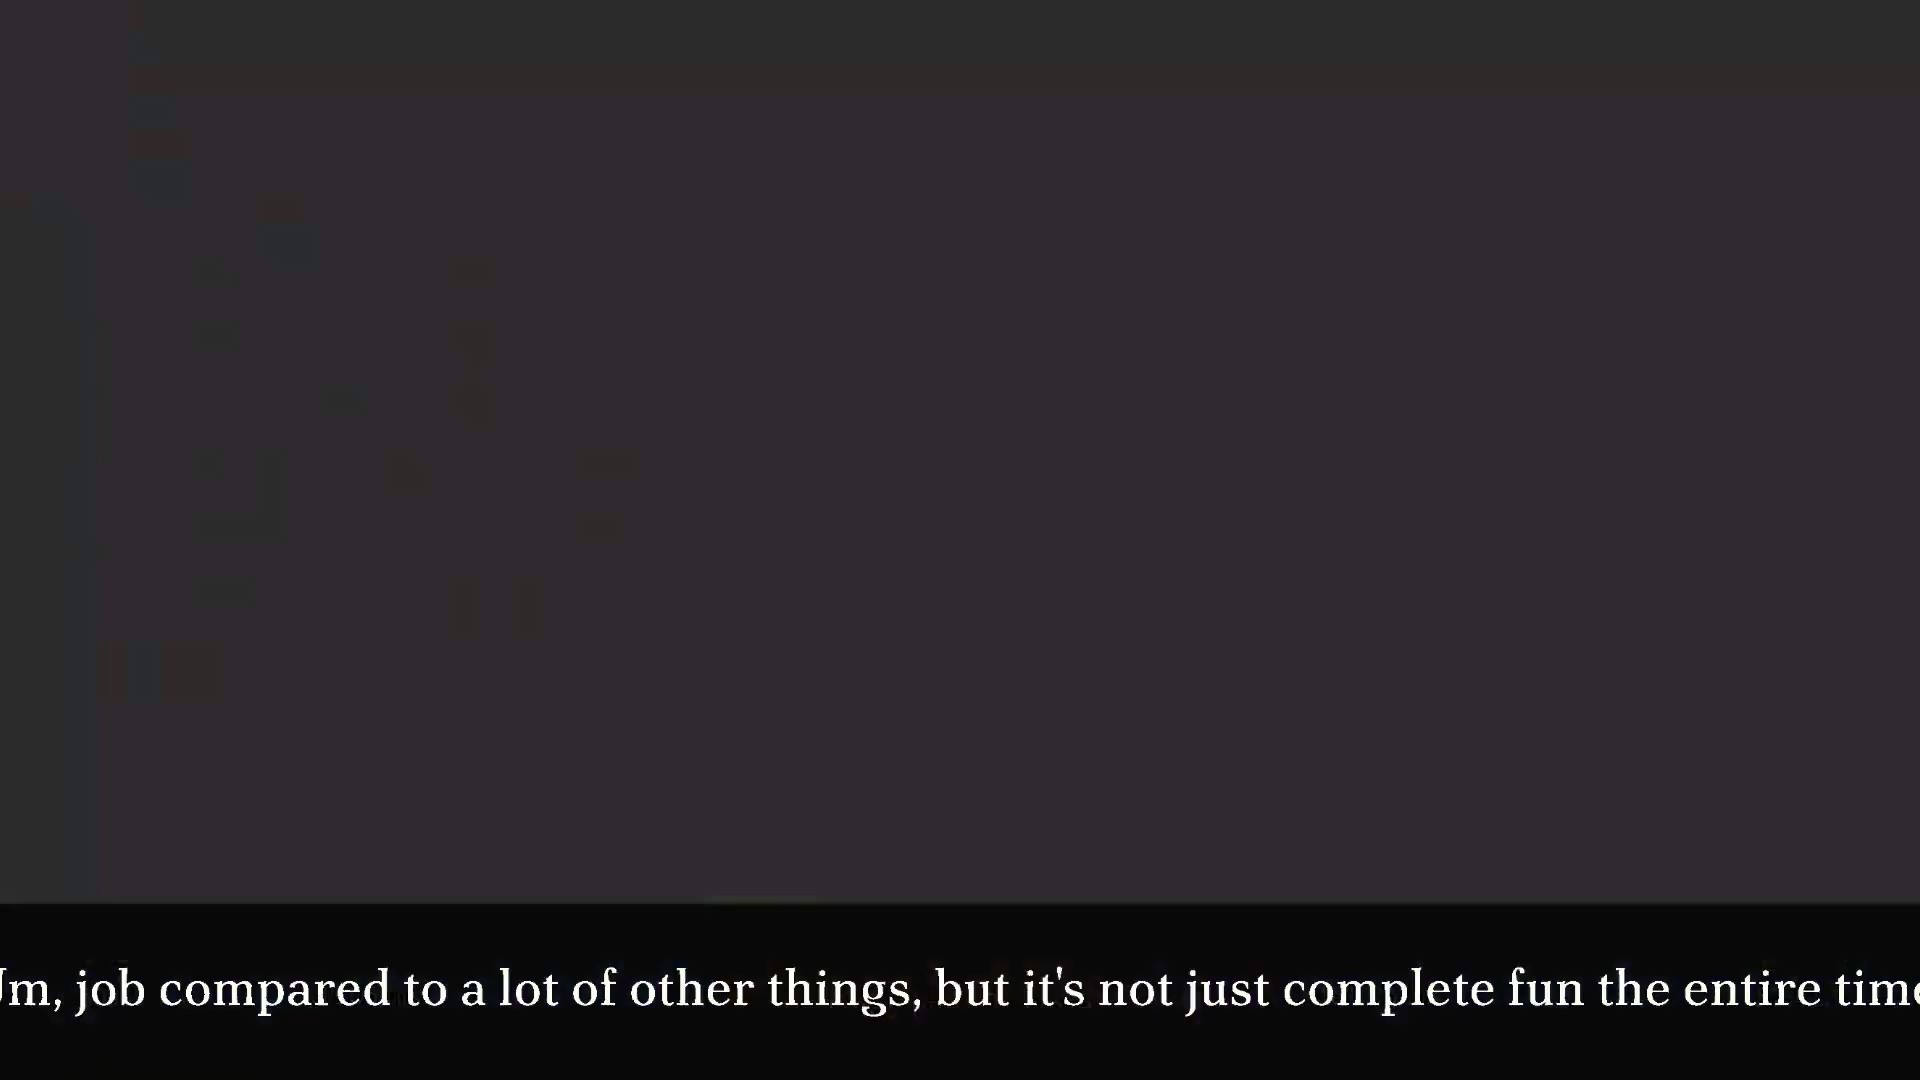 Um, job compared to a lot of other things, but it's not just complete fun the entire time